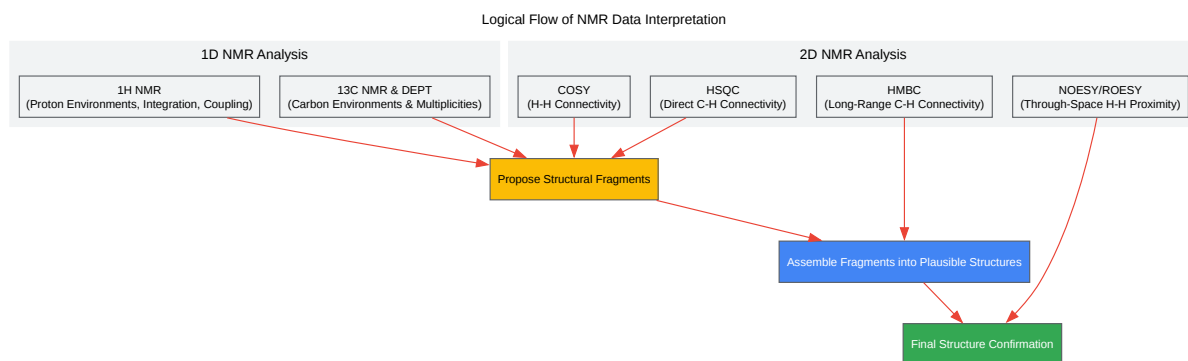 Logical Flow of NMR Data Interpretation
1D NMR Analysis
2D NMR Analysis
1H NMR
(Proton Environments, Integration, Coupling)
13C NMR & DEPT
(Carbon Environments & Multiplicities)
COSY
(H-H Connectivity)
HSQC
(Direct C-H Connectivity)
HMBC
(Long-Range C-H Connectivity)
NOESY/ROESY
(Through-Space H-H Proximity)
Propose Structural Fragments
Assemble Fragments into Plausible Structures
Final Structure Confirmation